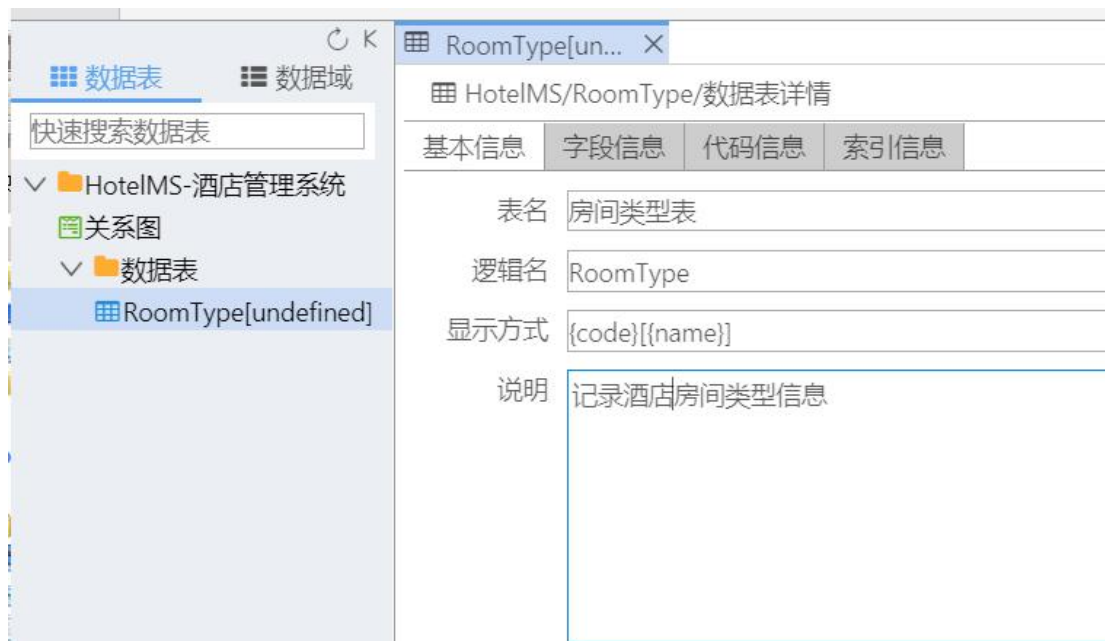 数据表 数据域
快速搜索数据表
HotelMS-酒店管理系统
关系图
数据表
RoomType[undefined]
RoomType[un...
HotelMS/RoomType/数据表详情
基本信息 字段信息 代码信息 索引信息
表名 房间类型表
逻辑名 RoomType
显示方式 {code}[{name}]
说明 记录酒店房间类型信息